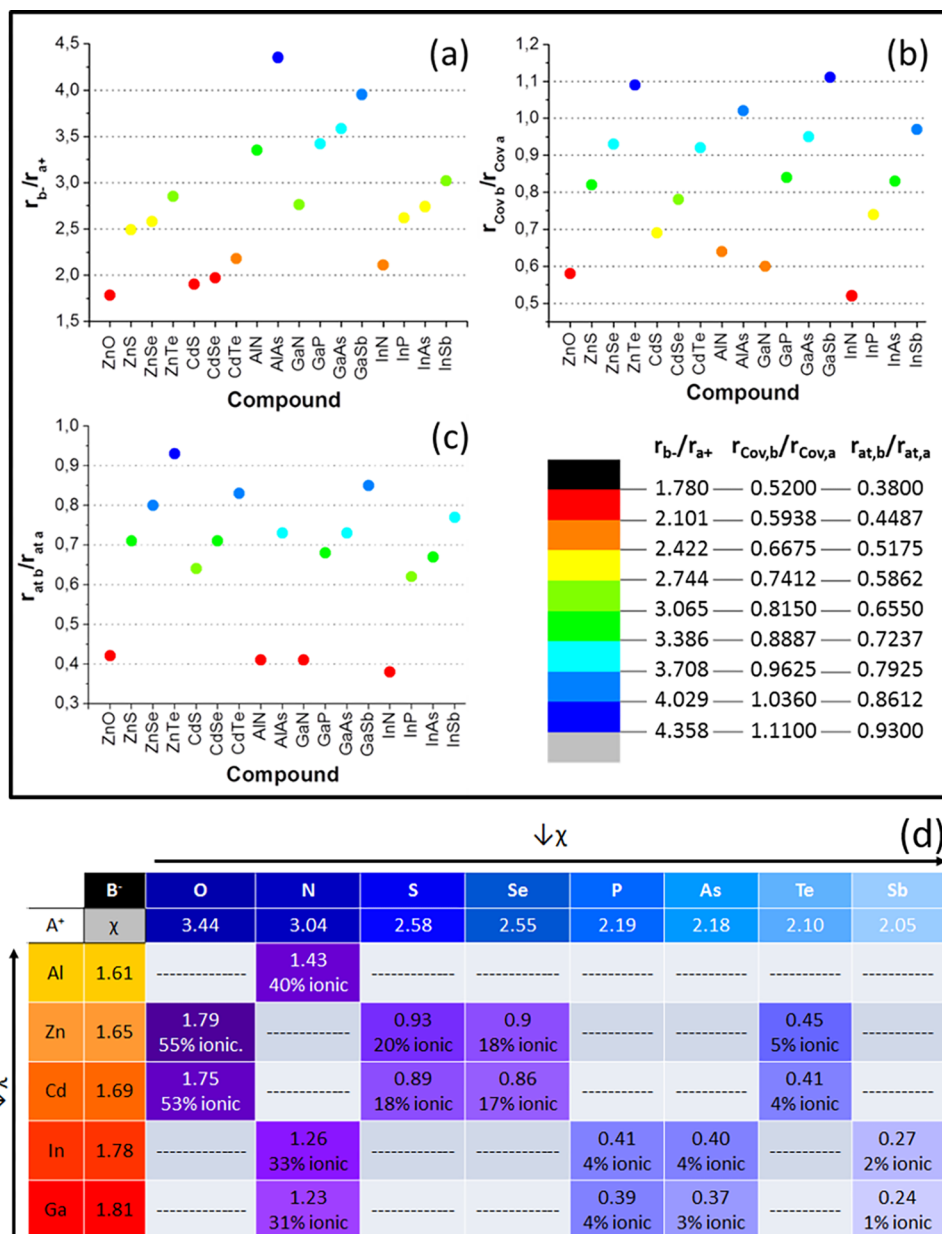 (a)
r_b-/r_a+
4,5
4,0
3,5
3,0
2,5
2,0
1,5
ZnO ZnS ZnSe ZnTe CdS CdSe CdTe AlN AlAs GaN GaP GaAs GaSb InN InP InAs InSb
Compound
(b)
r_Cov b/r_Cov a
1,2
1,1
1,0
0,9
0,8
0,7
0,6
0,5
ZnO ZnS ZnSe ZnTe CdS CdSe CdTe AlN AlAs GaN GaP GaAs GaSb InN InP InAs InSb
Compound
(c)
r_at b/r_at a
1,0
0,9
0,8
0,7
0,6
0,5
0,4
0,3
ZnO ZnS ZnSe ZnTe CdS CdSe CdTe AlN AlAs GaN GaP GaAs GaSb InN InP InAs InSb
Compound
r_b-/r_a+ r_Cov,b/r_Cov,a r_at,b/r_at,a
1.780 0.5200 0.3800
2.101 0.5938 0.4487
2.422 0.6675 0.5175
2.744 0.7412 0.5862
3.065 0.8150 0.6550
3.386 0.8887 0.7237
3.708 0.9625 0.7925
4.029 1.0360 0.8612
4.358 1.1100 0.9300
↓χ
(d)
B- O N S Se P As Te Sb
A+ χ 3.44 3.04 2.58 2.55 2.19 2.18 2.10 2.05
Al 1.61 ---------- 1.43 ---------- ---------- ---------- ---------- ---------- ----------
40% ionic
Zn 1.65 1.79 ---------- 0.93 0.9 ---------- ---------- 0.45 ----------
55% ionic. 20% ionic 18% ionic 5% ionic
Cd 1.69 1.75 ---------- 0.89 0.86 ---------- ---------- 0.41 ----------
53% ionic 18% ionic 17% ionic 4% ionic
In 1.78 ---------- 1.26 ---------- ---------- 0.41 0.40 ---------- 0.27
33% ionic 4% ionic 4% ionic 2% ionic
Ga 1.81 ---------- 1.23 ---------- ---------- 0.39 0.37 ---------- 0.24
31% ionic 4% ionic 3% ionic 1% ionic